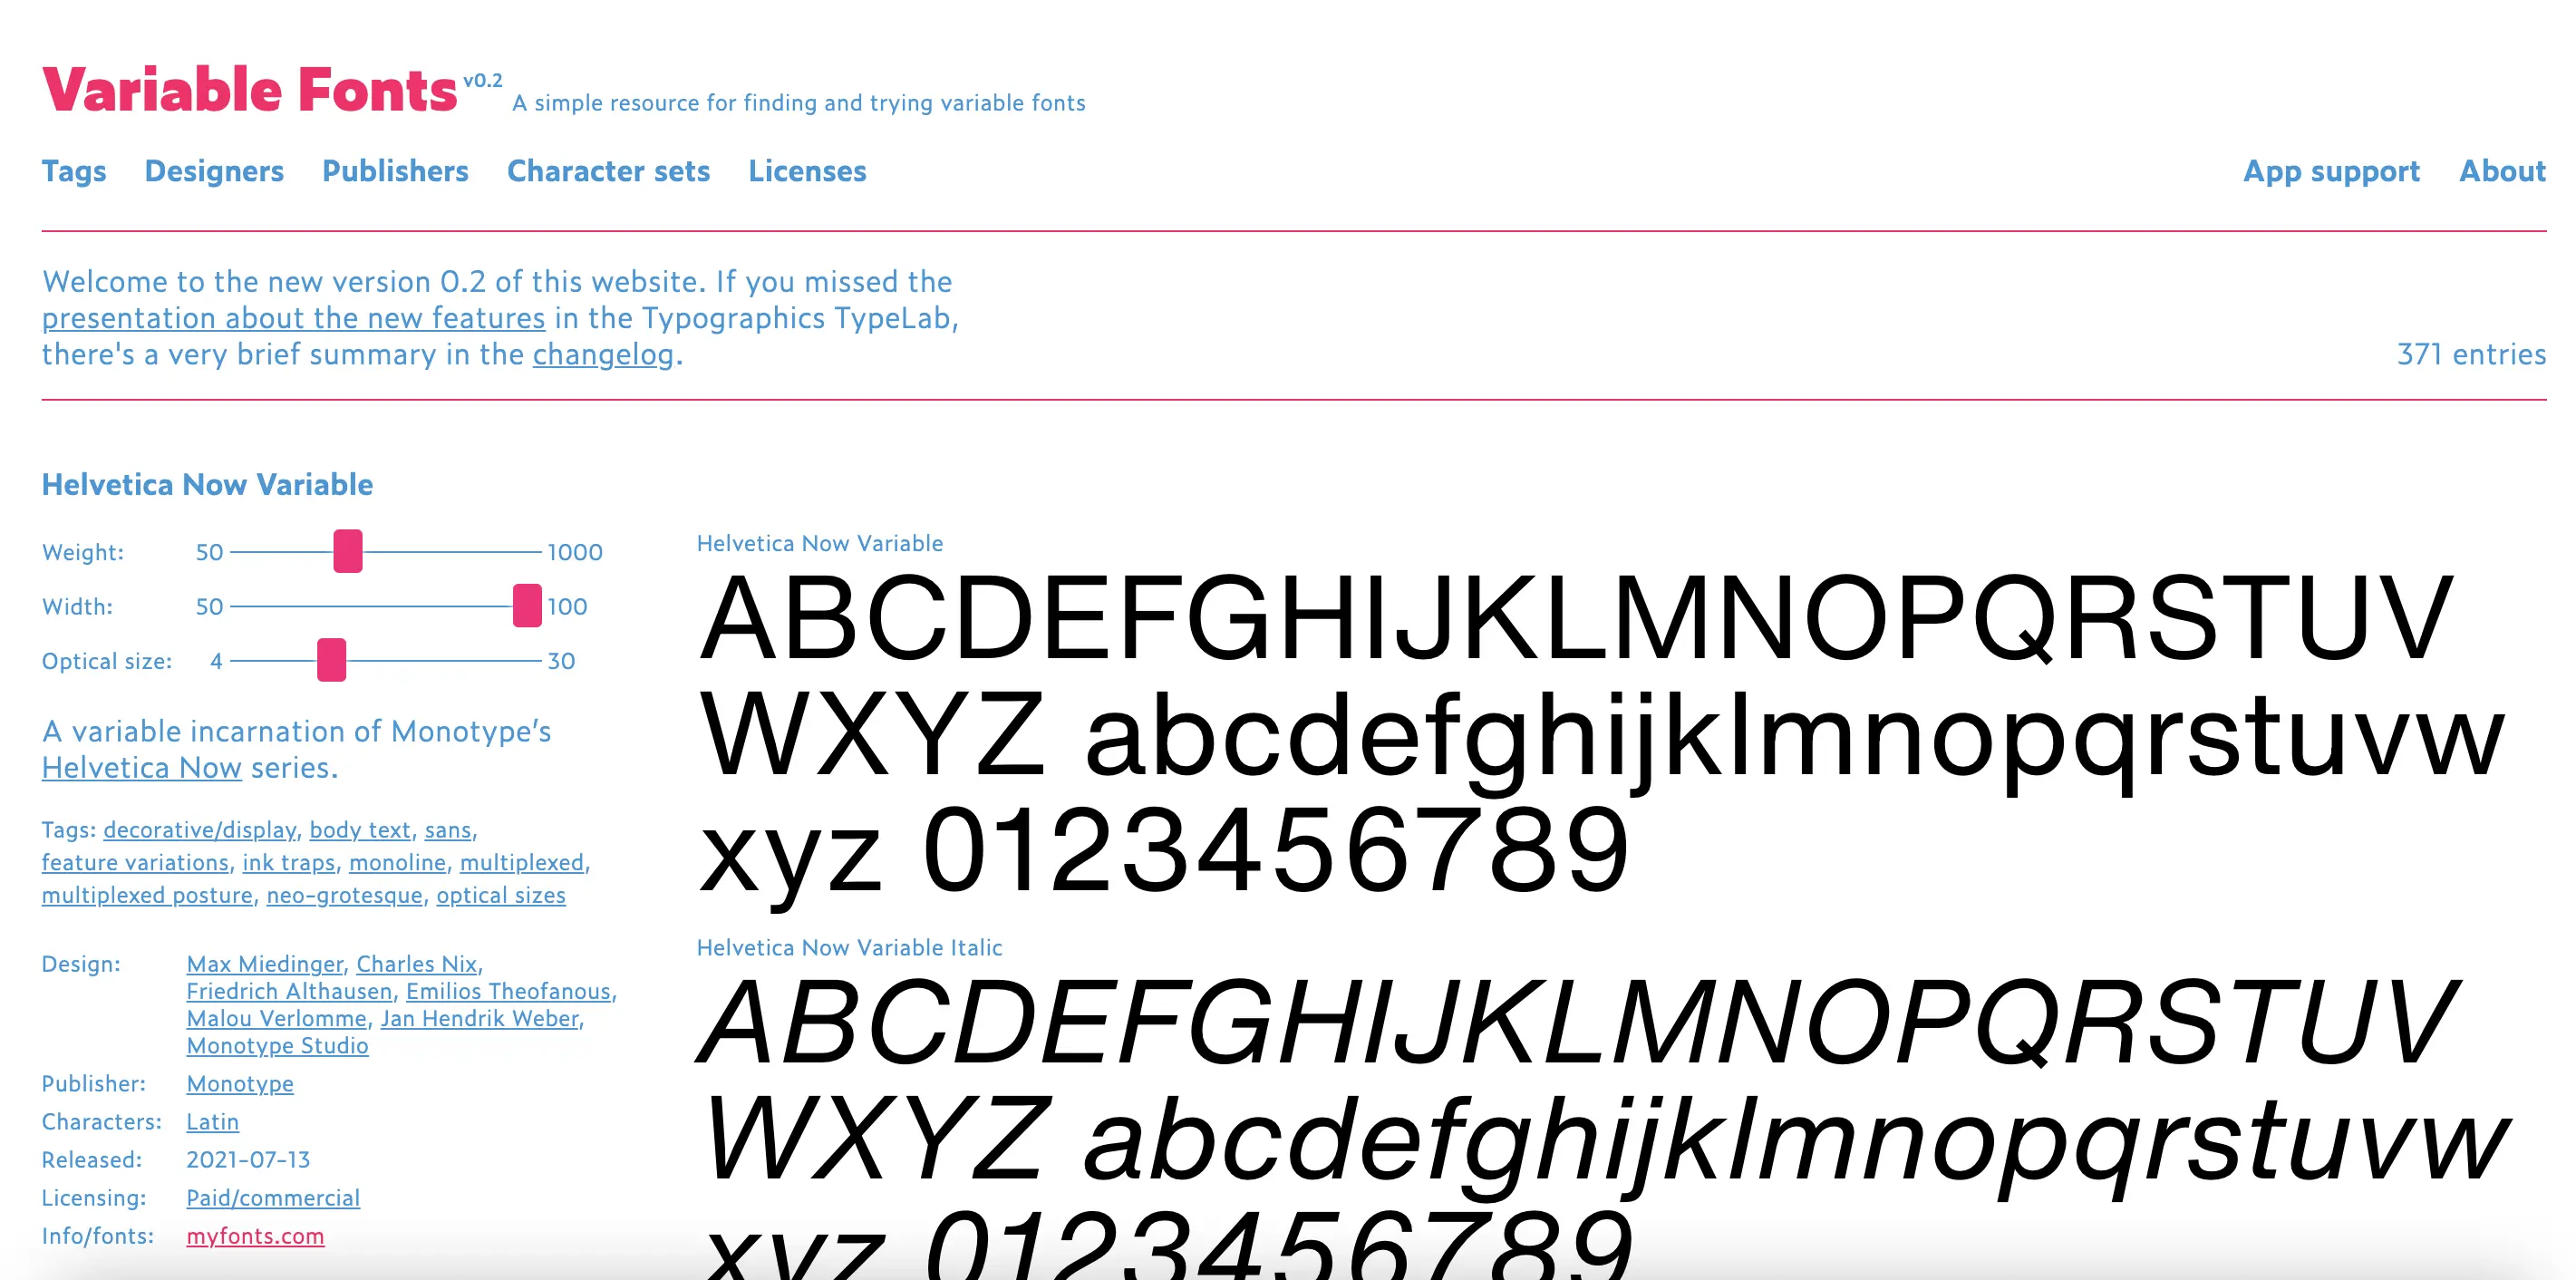 Variable Fonts v0.2 A simple resource for finding and trying variable fonts
Tags Designers Publishers Character sets Licenses App support About
Welcome to the new version 0.2 of this website. If you missed the
presentation about the new features in the Typographics TypeLab,
there's a very brief summary in the changelog.
371 entries
Helvetica Now Variable
Weight: 50 1000
Width: 50 100
Optical size: 4 30
A variable incarnation of Monotype’s
Helvetica Now series.
Tags: decorative/display, body text, sans,
feature variations, ink traps, monoline, multiplexed,
multiplexed posture, neo-grotesque, optical sizes
Design: Max Miedinger, Charles Nix,
Friedrich Althausen, Emilios Theofanous,
Malou Verlomme, Jan Hendrik Weber,
Monotype Studio
Publisher: Monotype
Characters: Latin
Released: 2021-07-13
Licensing: Paid/commercial
Info/fonts: myfonts.com
Helvetica Now Variable
ABCDEFGHIJKLMNOPQRSTUV
WXYZ abcdefghijklmnopqrstuvw
xyz 0123456789
Helvetica Now Variable Italic
ABCDEFGHIJKLMNOPQRSTUV
WXYZ abcdefghijklmnopqrstuvw
xyz 0123456789